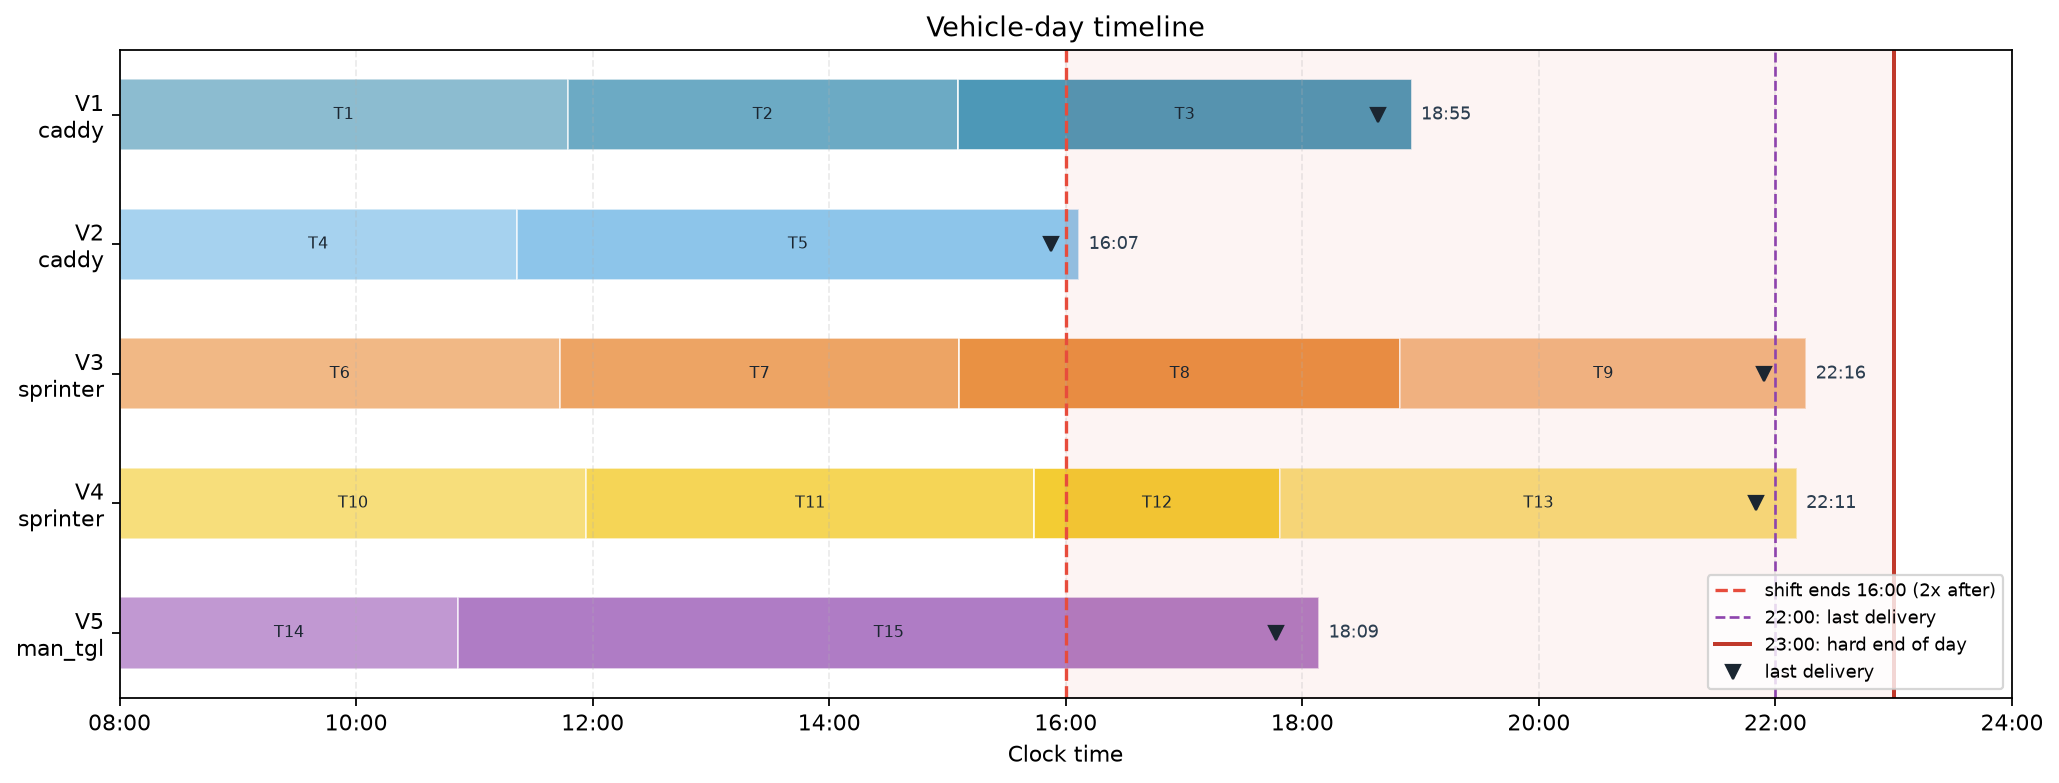 Vehicle-day timeline
V1
caddy
T1
T2
T3
18:55
V2
caddy
T4
T5
16:07
V3
sprinter
T6
T7
T8
T9
22:16
V4
sprinter
T10
T11
T12
T13
22:11
V5
man_tgl
T14
T15
18:09
shift ends 16:00 (2x after)
22:00: last delivery
23:00: hard end of day
last delivery
08:00
10:00
12:00
14:00
16:00
18:00
20:00
22:00
24:00
Clock time